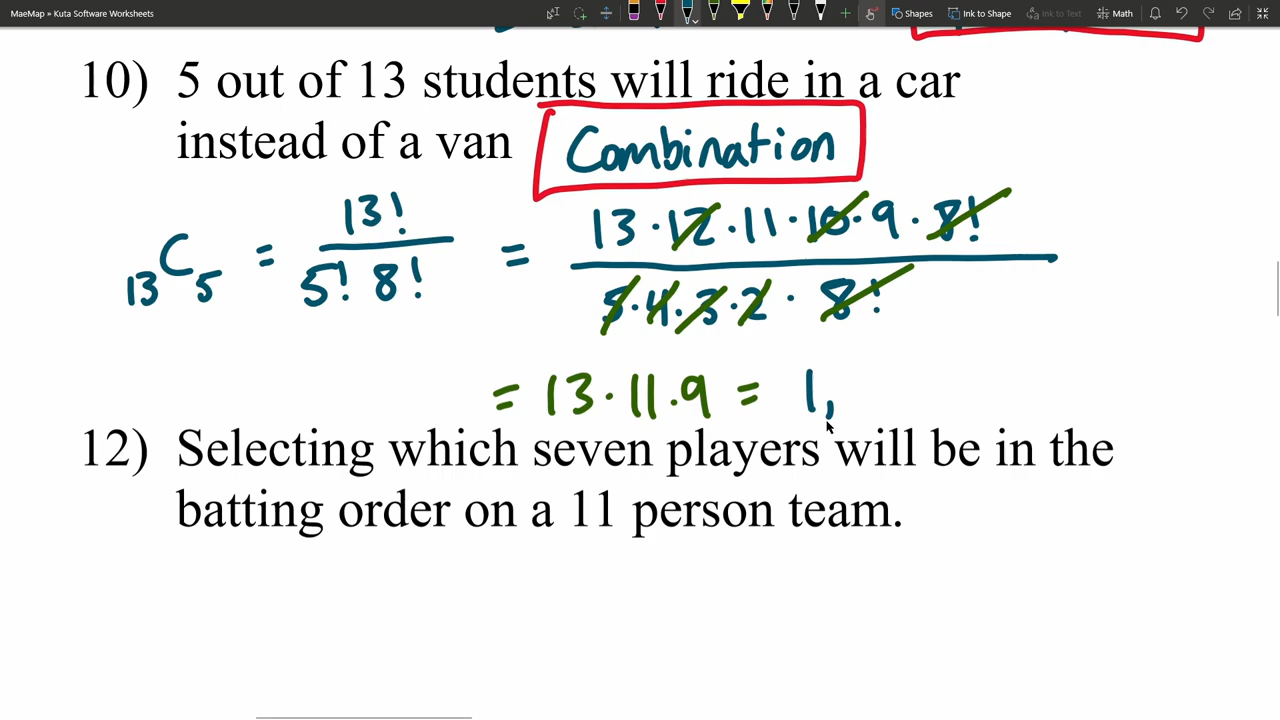 MaeMap » Kuta Software Worksheets
Shapes Ink to Shape Ink to Text Math
10) 5 out of 13 students will ride in a car
instead of a van Combination
13C5 = 13! / 5! 8! = 13 · 12 · 11 · 10 · 9 · 8! / 5 · 4 · 3 · 2 · 8!
= 13 · 11 · 9 = 1,
12) Selecting which seven players will be in the
batting order on a 11 person team.